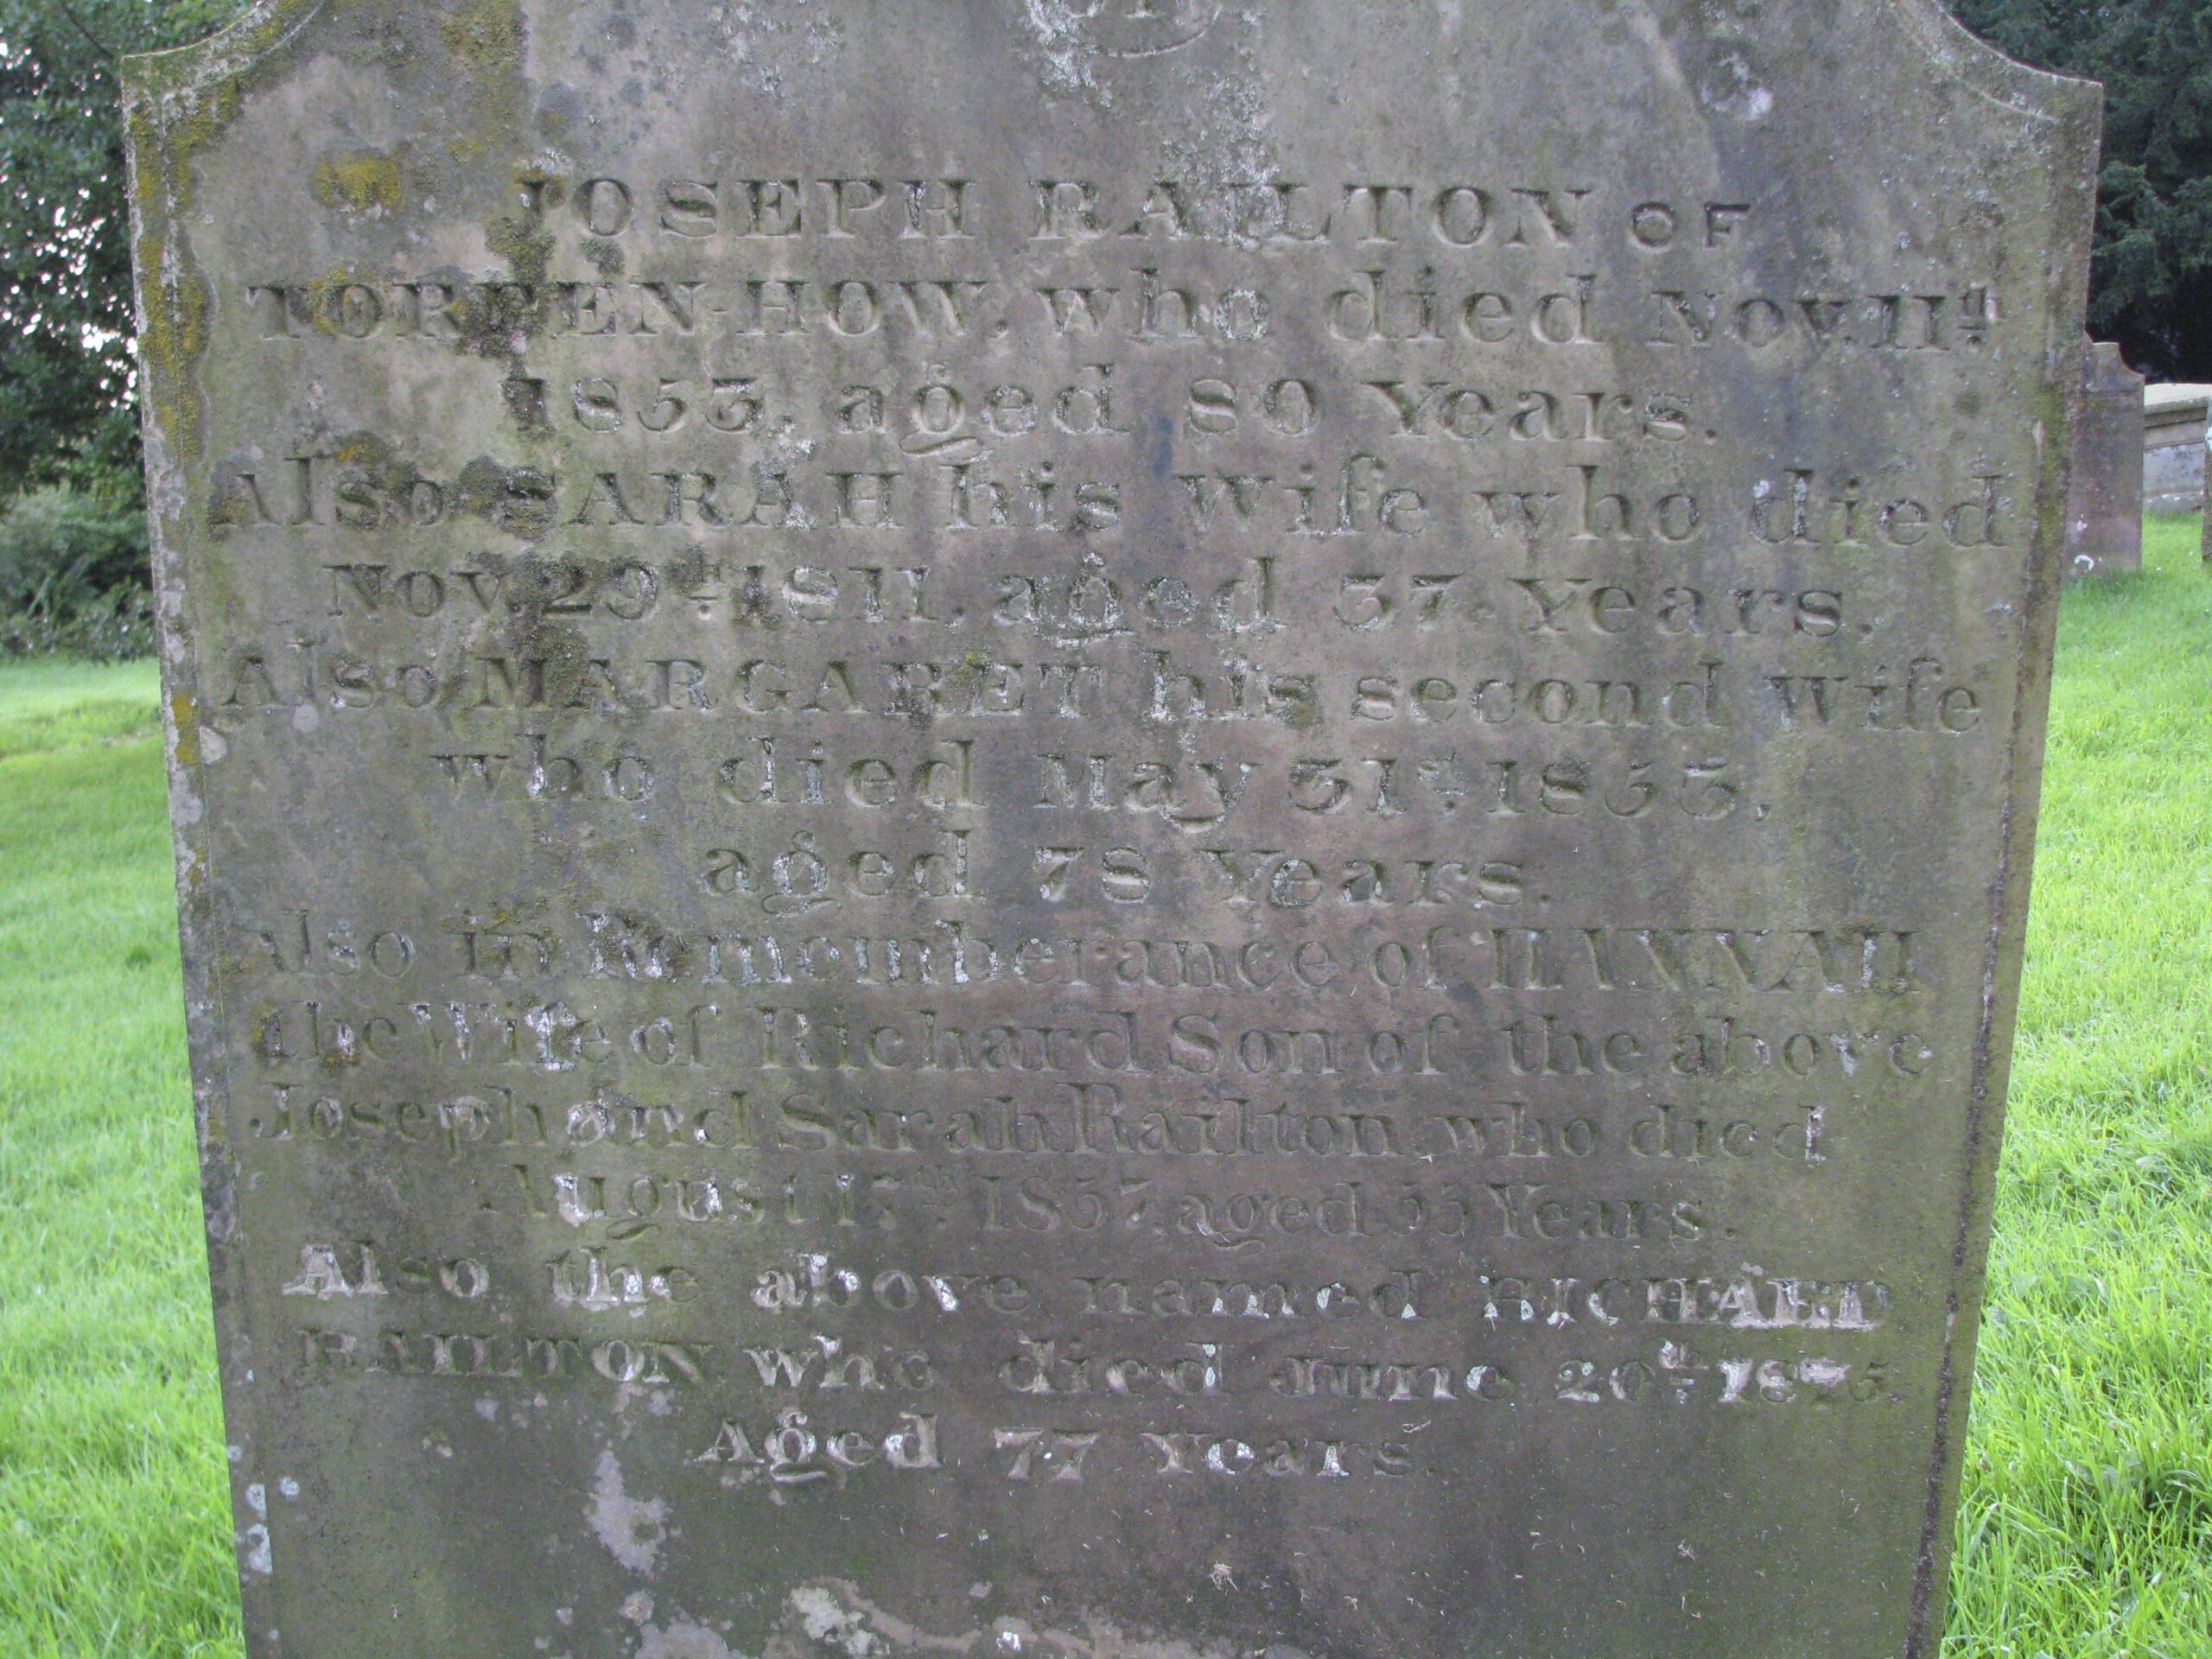 JOSEPH RAILTON OF
TORPEN-HOW, who died Nov. 11th
1853, aged 80 Years.
Also SARAH his Wife who died
Nov. 29th 1811, aged 37 Years.
Also MARGARET his second Wife
who died May 31st 1853,
aged 78 Years.
Also in Rememberance of HANNAH
the Wife of Richard Son of the above
Joseph and Sarah Railton who died
August 17th 1857, aged 55 Years.
Also the above named RICHARD
RAILTON who died June 20th 1875,
Aged 77 Years.